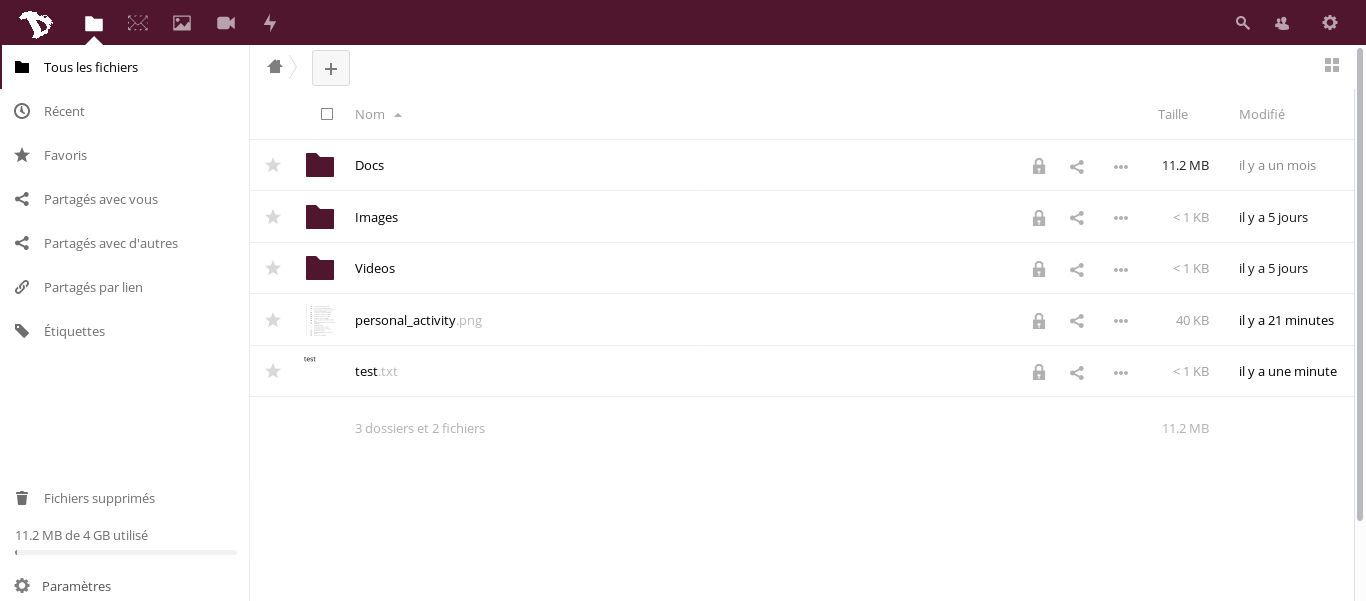 Tous les fichiers
Récent
Favoris
Partagés avec vous
Partagés avec d'autres
Partagés par lien
Étiquettes
Fichiers supprimés
11.2 MB de 4 GB utilisé
Paramètres
Nom Taille Modifié
Docs 11.2 MB il y a un mois
Images < 1 KB il y a 5 jours
Videos < 1 KB il y a 5 jours
personal_activity.png 40 KB il y a 21 minutes
test
test.txt < 1 KB il y a une minute
3 dossiers et 2 fichiers 11.2 MB